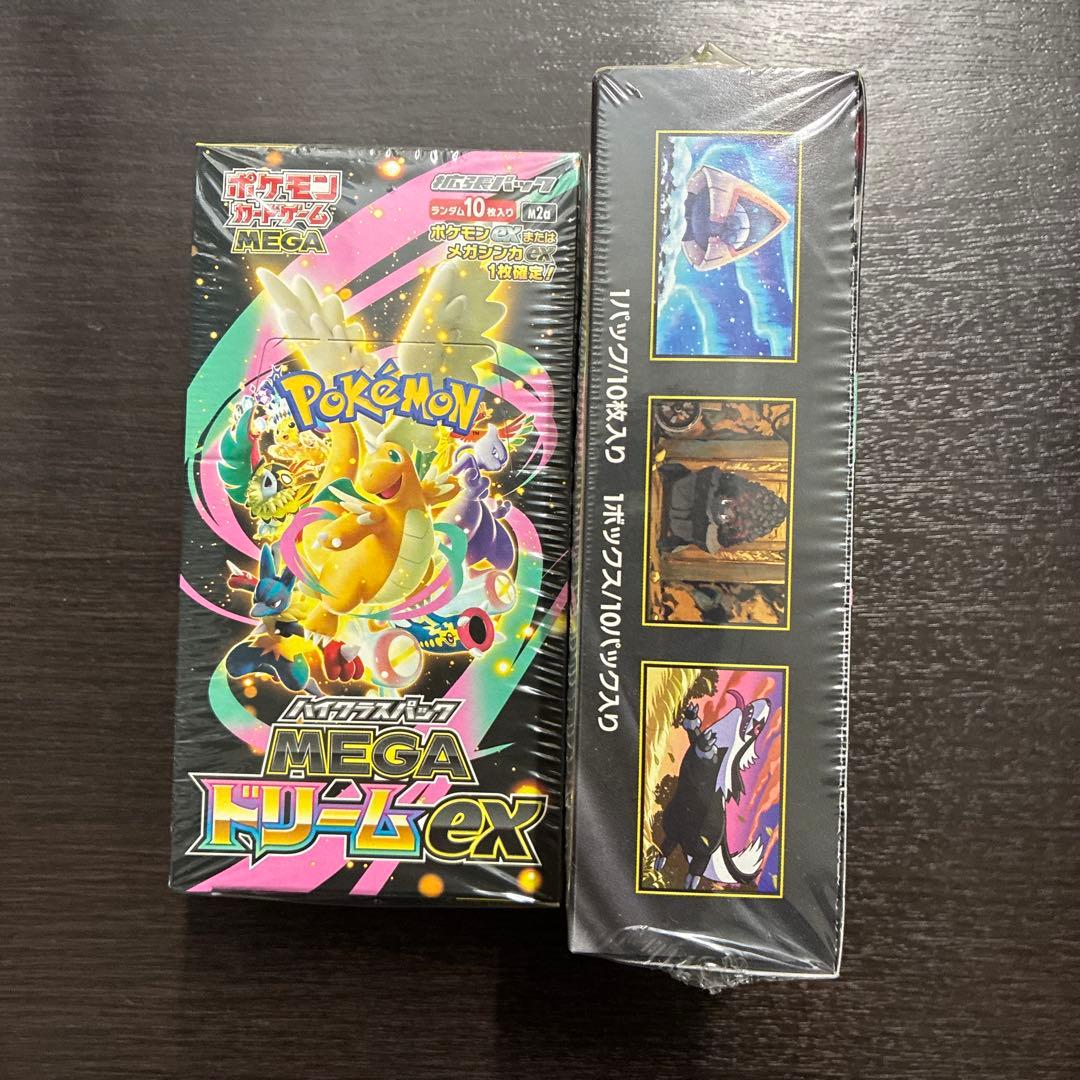 ポケモン
カードゲーム
MEGA
拡張パック
ランダム10枚入り M2a
ポケモンexまたは
メガシンカex
1枚確定!
POKéMON
TM
ハイクラスパック
MEGA
ドリームex
1パック/10枚入り 1ボックス/10パック入り